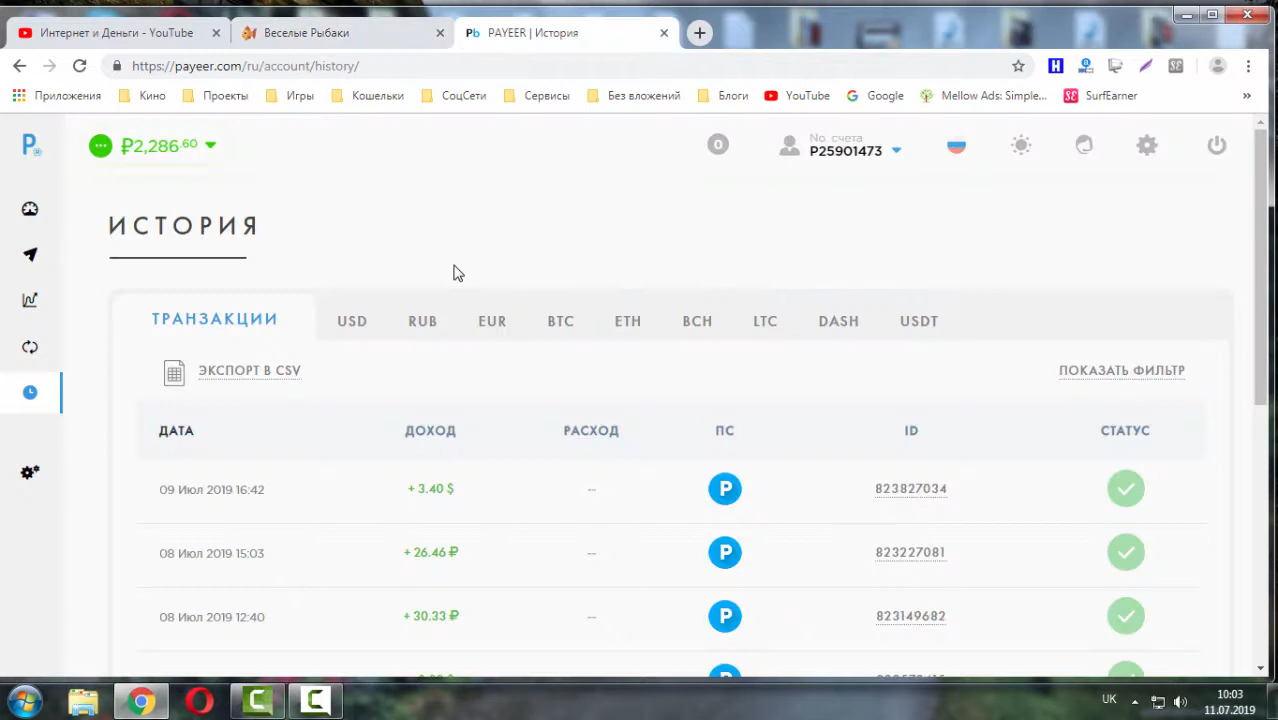 Интернет и Деньги - YouTube
Веселые Рыбаки
Pb PAYEER | История
https://payeer.com/ru/account/history/
Приложения Кино Проекты Игры Кошельки СоцСети Сервисы Без вложений Блоги YouTube Google Mellow Ads: Simple... SurfEarner »
₽2,286.60
0
No. счета
P25901473
ИСТОРИЯ
ТРАНЗАКЦИИ USD RUB EUR BTC ETH BCH LTC DASH USDT
ЭКСПОРТ В CSV ПОКАЗАТЬ ФИЛЬТР
ДАТА ДОХОД РАСХОД ПС ID СТАТУС
09 Июл 2019 16:42 + 3.40 $ -- P 823827034
08 Июл 2019 15:03 + 26.46 ₽ -- P 823227081
08 Июл 2019 12:40 + 30.33 ₽ -- P 823149682
UK 10:03
11.07.2019